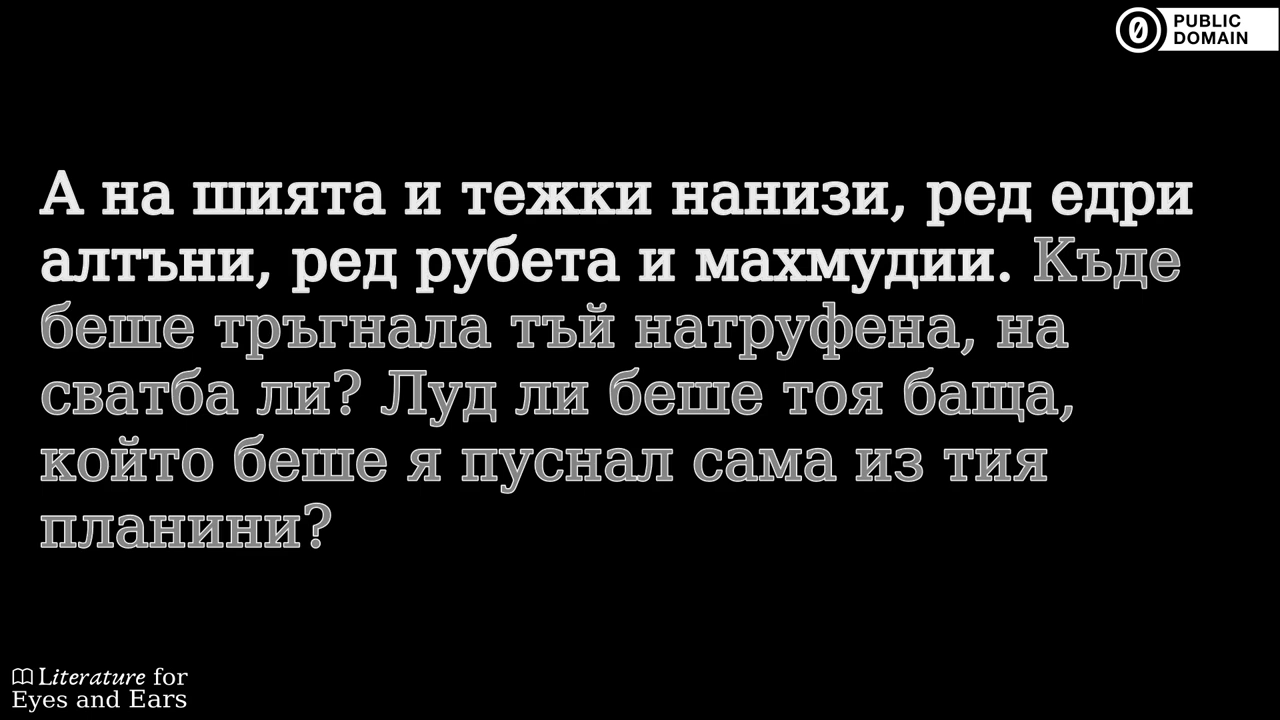 PUBLIC
DOMAIN
А на шията и тежки нанизи, ред едри
алтъни, ред рубета и махмудии. Къде
беше тръгнала тъй натруфена, на
сватба ли? Луд ли беше тоя баща,
който беше я пуснал сама из тия
планини?
Literature for
Eyes and Ears